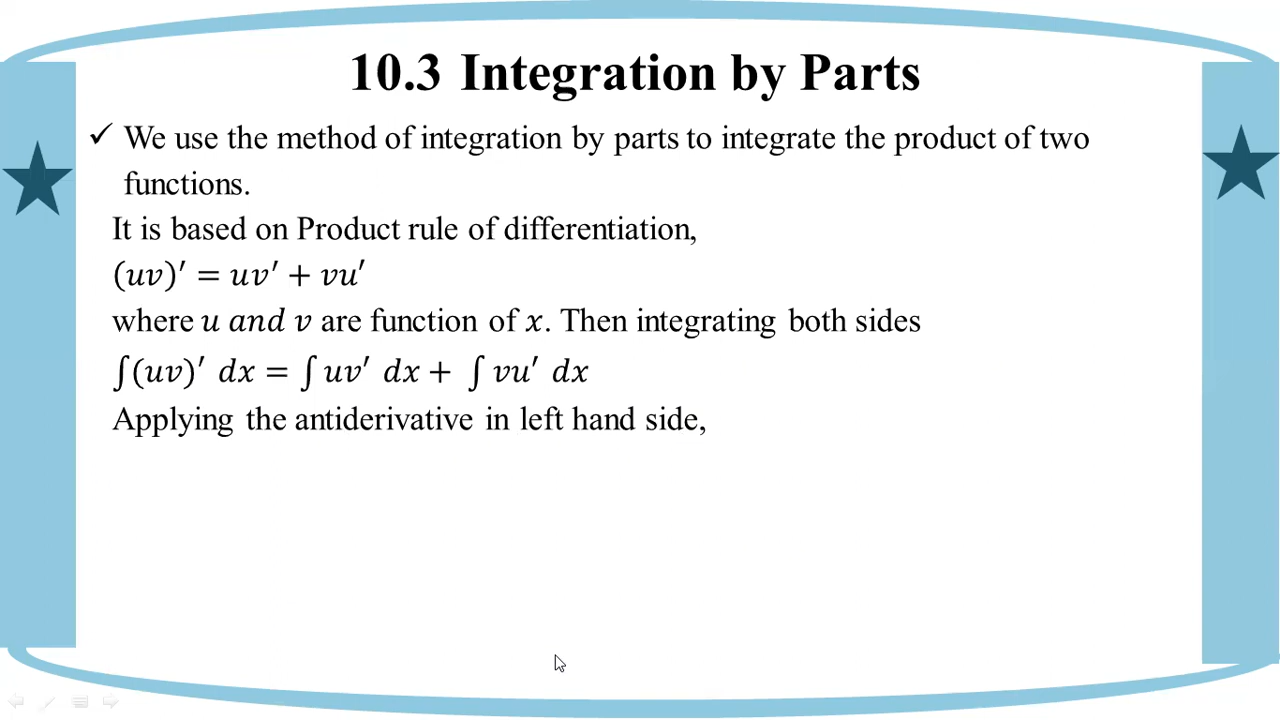 10.3 Integration by Parts
✓ We use the method of integration by parts to integrate the product of two
functions.
It is based on Product rule of differentiation,
(𝑢𝑣)′ = 𝑢𝑣′ + 𝑣𝑢′
where 𝑢 𝑎𝑛𝑑 𝑣 are function of 𝑥. Then integrating both sides
∫(𝑢𝑣)′ 𝑑𝑥 = ∫ 𝑢𝑣′ 𝑑𝑥 + ∫ 𝑣𝑢′ 𝑑𝑥
Applying the antiderivative in left hand side,